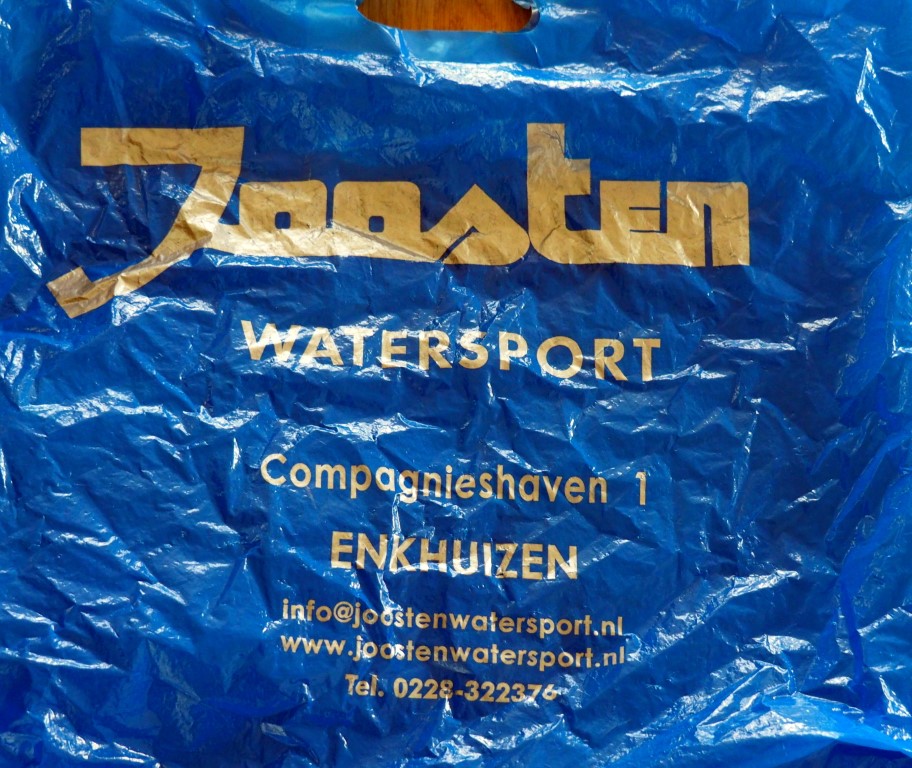 Joosten
WATERSPORT
Compagnieshaven 1
ENKHUIZEN
info@joostenwatersport.nl
www.joostenwatersport.nl
Tel. 0228-322376